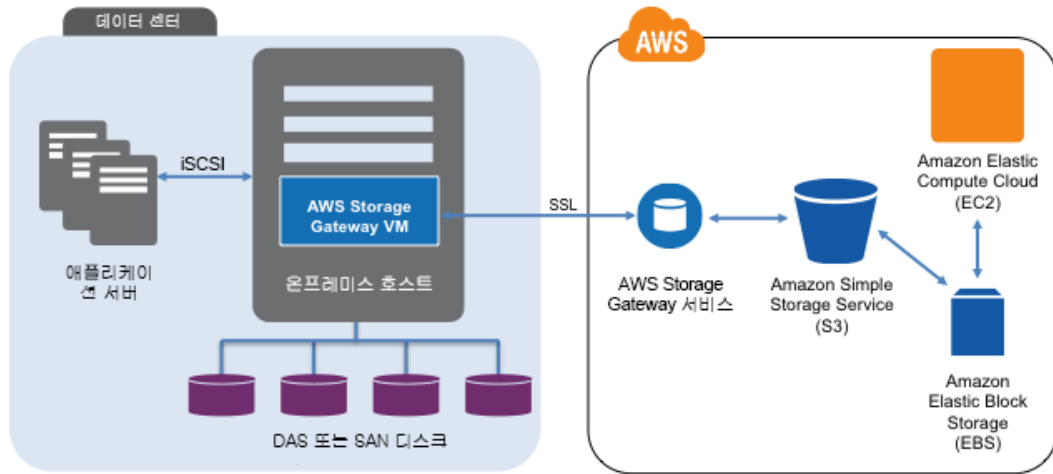 데이터 센터
AWS
iSCSI
AWS Storage
Gateway VM
SSL
애플리케이
션 서버
온프레미스 호스트
DAS 또는 SAN 디스크
AWS Storage
Gateway 서비스
Amazon Simple
Storage Service
(S3)
Amazon Elastic
Compute Cloud
(EC2)
Amazon
Elastic Block
Storage
(EBS)